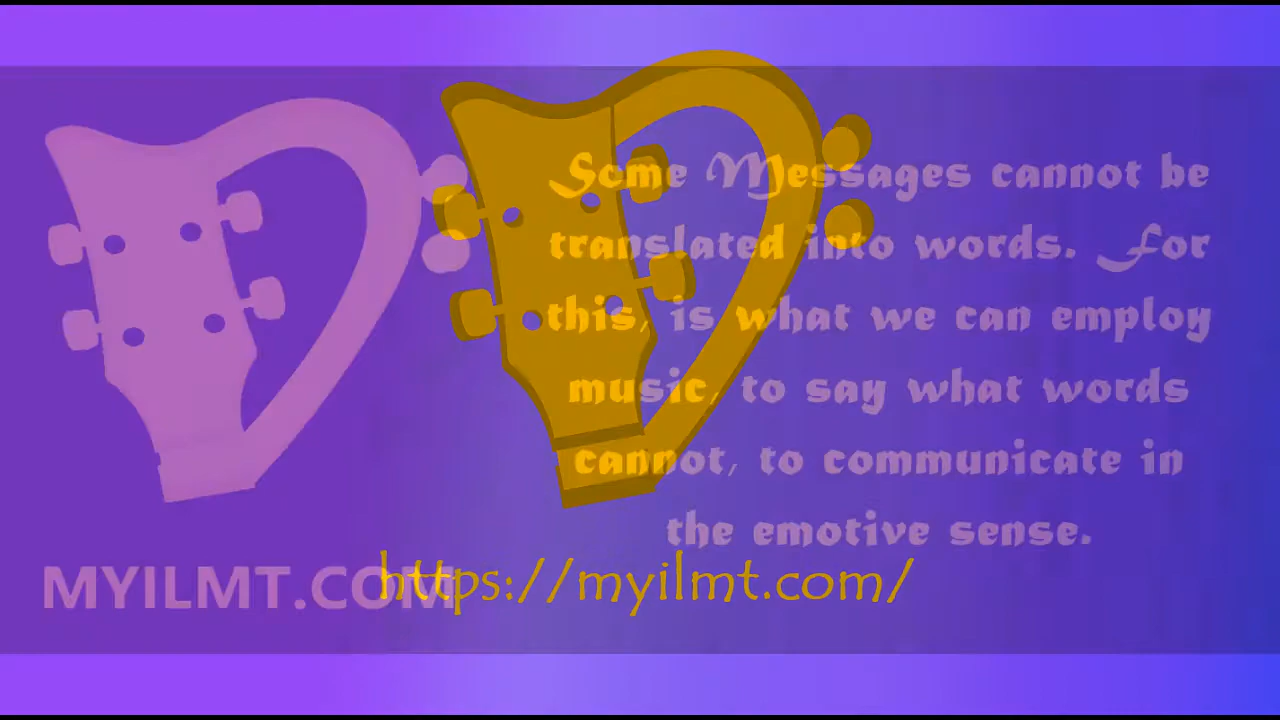 Some Messages cannot be
translated into words. For
this, is what we can employ
music, to say what words
cannot, to communicate in
the emotive sense.
MYILMT.COM
https://myilmt.com/